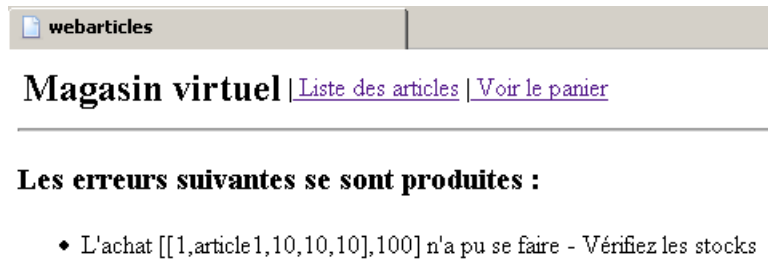 webarticles
Magasin virtuel | Liste des articles | Voir le panier
Les erreurs suivantes se sont produites :
• L'achat [[1,article1,10,10,10],100] n'a pu se faire - Vérifiez les stocks